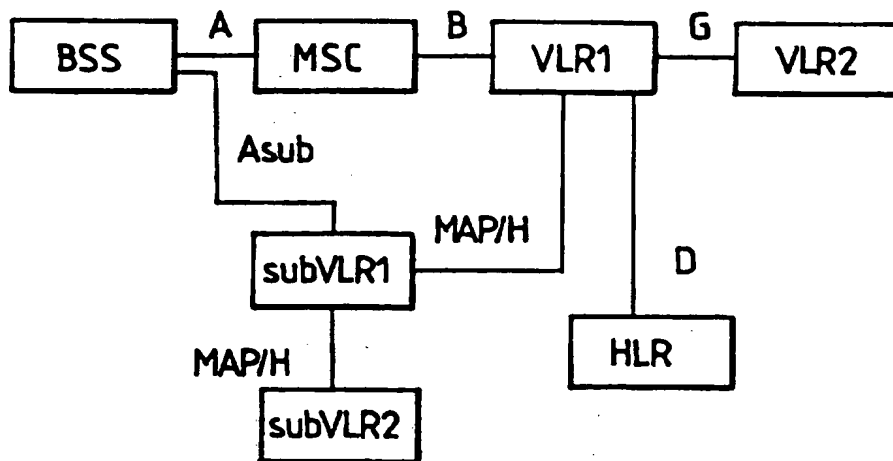 A
B
G
BSS
MSC
VLR1
VLR2
Asub
MAP/H
subVLR1
D
MAP/H
HLR
subVLR2